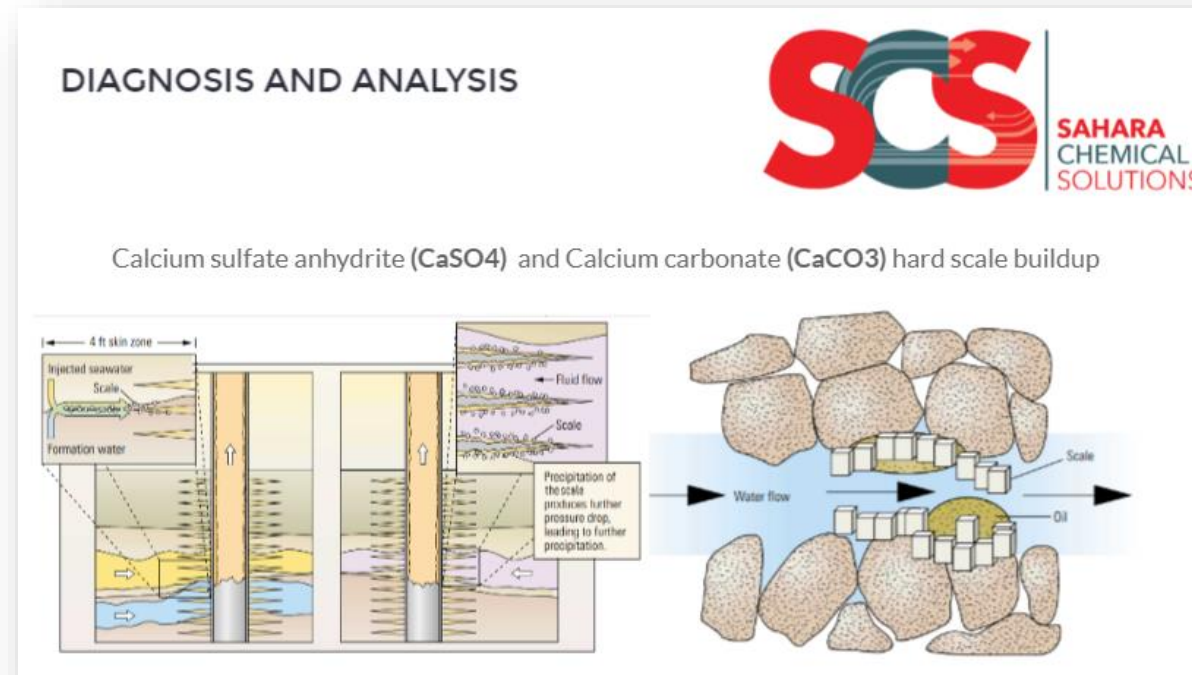 DIAGNOSIS AND ANALYSIS
SCS
SAHARA
CHEMICAL
SOLUTIONS
Calcium sulfate anhydrite (CaSO4) and Calcium carbonate (CaCO3) hard scale buildup
4 ft skin zone
Injected seawater
Scale
Formation water
Fluid flow
Scale
Precipitation of
the scale
produces further
pressure drop,
leading to further
precipitation.
Water flow
Scale
Oil